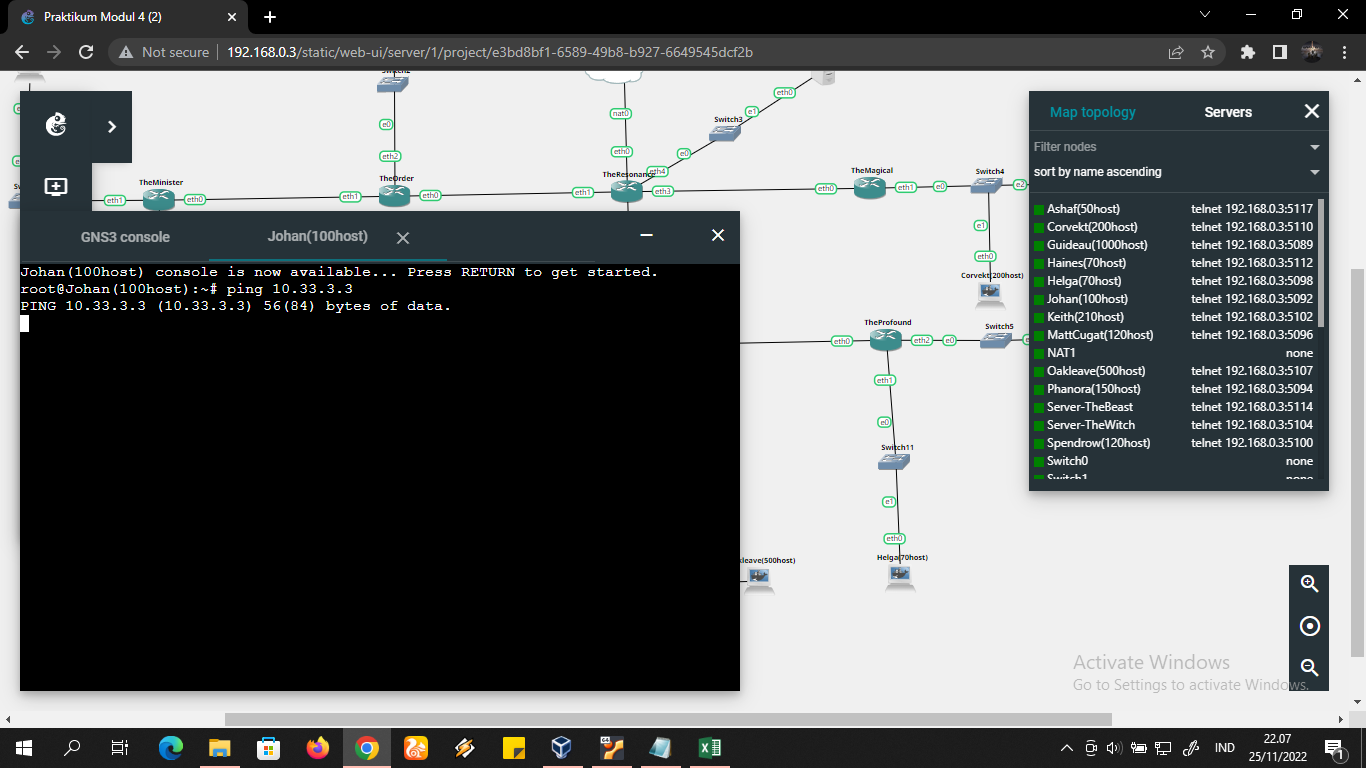 Praktikum Modul 4 (2)
Not secure
192.168.0.3/static/web-ui/server/1/project/e3bd8bf1-6589-49b8-b927-6649545dcf2b
Switch2
nat0
eth0
e1
Switch3
e0
eth2
eth0
e0
eth4
TheMinister
TheOrder
TheResonance
TheMagical
Switch4
eth1
eth0
eth1
eth0
eth1
eth3
eth0
eth1
e0
e2
e1
eth0
Corvekt(200host)
TheProfound
Switch5
eth0
eth2
e0
eth1
e0
Switch11
e1
eth0
Helga(70host)
kleave(500host)
GNS3 console
Johan(100host)
Johan(100host) console is now available... Press RETURN to get started.
root@Johan(100host):~# ping 10.33.3.3
PING 10.33.3.3 (10.33.3.3) 56(84) bytes of data.
Map topology Servers
Filter nodes
sort by name ascending
Ashaf(50host) telnet 192.168.0.3:5117
Corvekt(200host) telnet 192.168.0.3:5110
Guideau(1000host) telnet 192.168.0.3:5089
Haines(70host) telnet 192.168.0.3:5112
Helga(70host) telnet 192.168.0.3:5098
Johan(100host) telnet 192.168.0.3:5092
Keith(210host) telnet 192.168.0.3:5102
MattCugat(120host) telnet 192.168.0.3:5096
NAT1 none
Oakleave(500host) telnet 192.168.0.3:5107
Phanora(150host) telnet 192.168.0.3:5094
Server-TheBeast telnet 192.168.0.3:5114
Server-TheWitch telnet 192.168.0.3:5104
Spendrow(120host) telnet 192.168.0.3:5100
Switch0 none
Switch1 none
Activate Windows
Go to Settings to activate Windows.
IND
22.07
25/11/2022
1